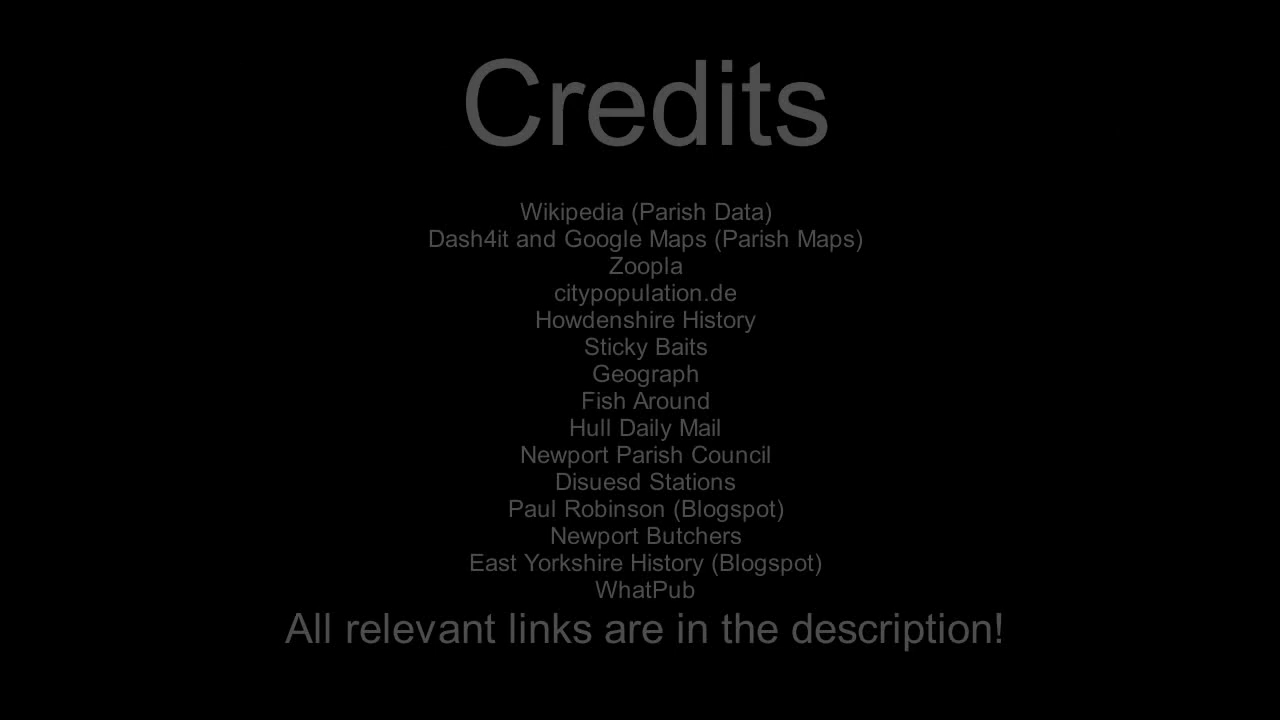 Credits
Wikipedia (Parish Data)
Dash4it and Google Maps (Parish Maps)
Zoopla
citypopulation.de
Howdenshire History
Sticky Baits
Geograph
Fish Around
Hull Daily Mail
Newport Parish Council
Disuesd Stations
Paul Robinson (Blogspot)
Newport Butchers
East Yorkshire History (Blogspot)
WhatPub
All relevant links are in the description!